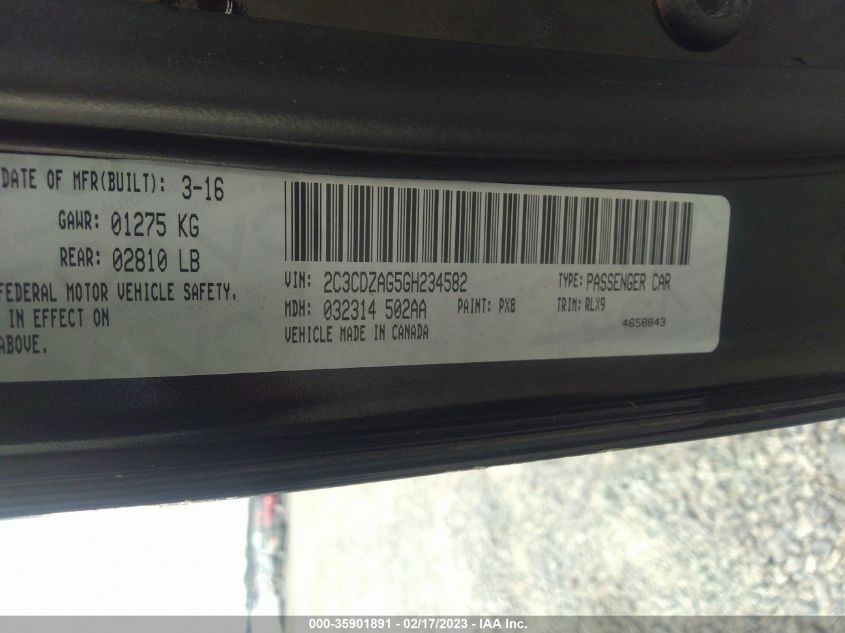 DATE OF MFR(BUILT): 3-16
GAWR: 01275 KG
REAR: 02810 LB
FEDERAL MOTOR VEHICLE SAFETY,
IN EFFECT ON
ABOVE.
VIN: 2C3CDZAG5GH234582 TYPE: PASSENGER CAR
MDH: 032314 502AA PAINT: PX8 TRIM: RLX9
VEHICLE MADE IN CANADA 4658843
000-35901891 - 02/17/2023 - IAA Inc.